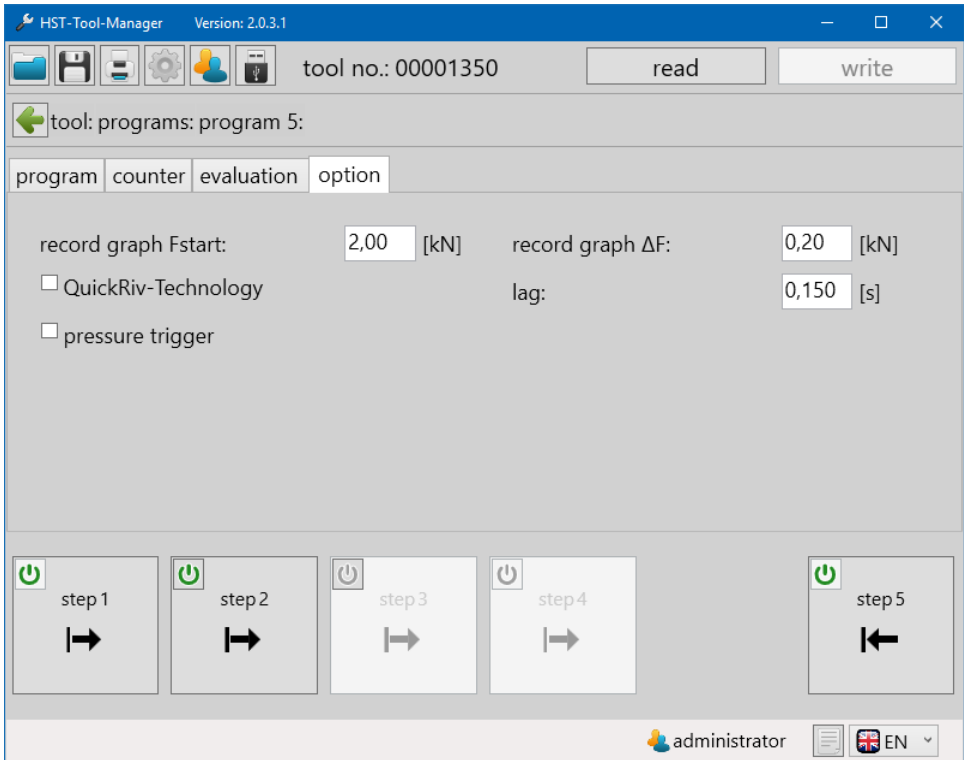 HST-Tool-Manager Version: 2.0.3.1
tool no.: 00001350 read write
tool: programs: program 5:
program counter evaluation option
record graph Fstart: 2,00 [kN] record graph ΔF: 0,20 [kN]
QuickRiv-Technology lag: 0,150 [s]
pressure trigger
step 1 step 2 step 3 step 4 step 5
administrator EN